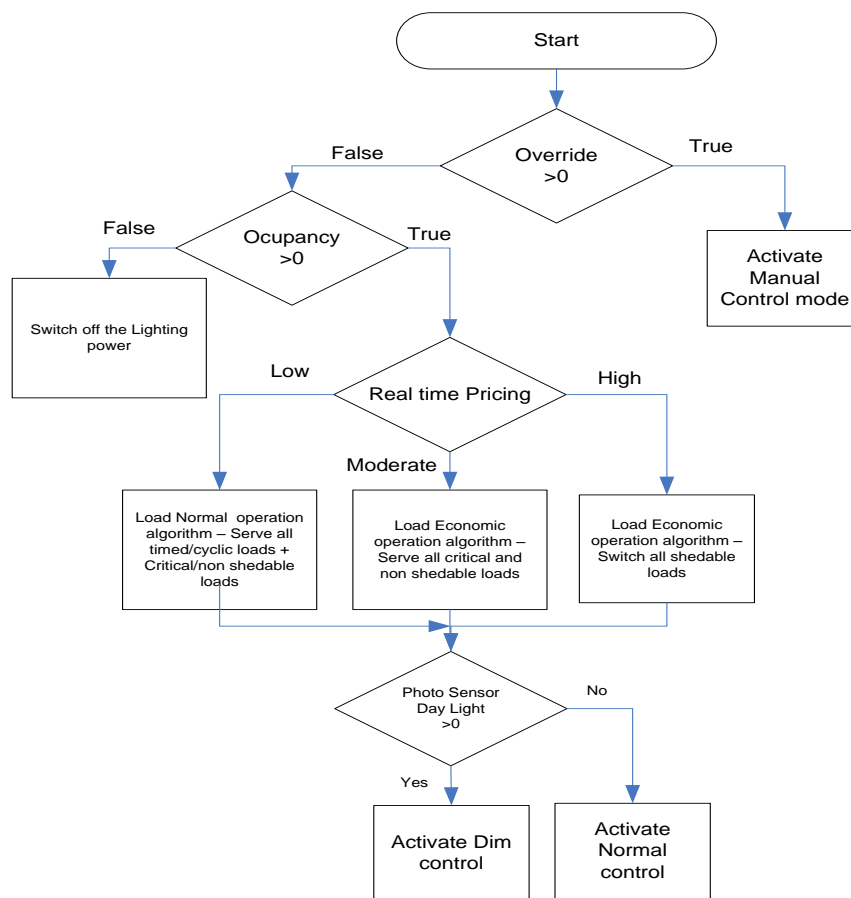 Start
Override
>0
False
True
Ocupancy
>0
False
True
Activate
Manual
Control mode
Switch off the Lighting
power
Real time Pricing
Low
High
Moderate
Load Normal operation
algorithm – Serve all
timed/cyclic loads +
Critical/non shedable
loads
Load Economic
operation algorithm –
Serve all critical and
non shedable loads
Load Economic
operation algorithm –
Switch all shedable
loads
Photo Sensor
Day Light
>0
No
Yes
Activate Dim
control
Activate
Normal
control